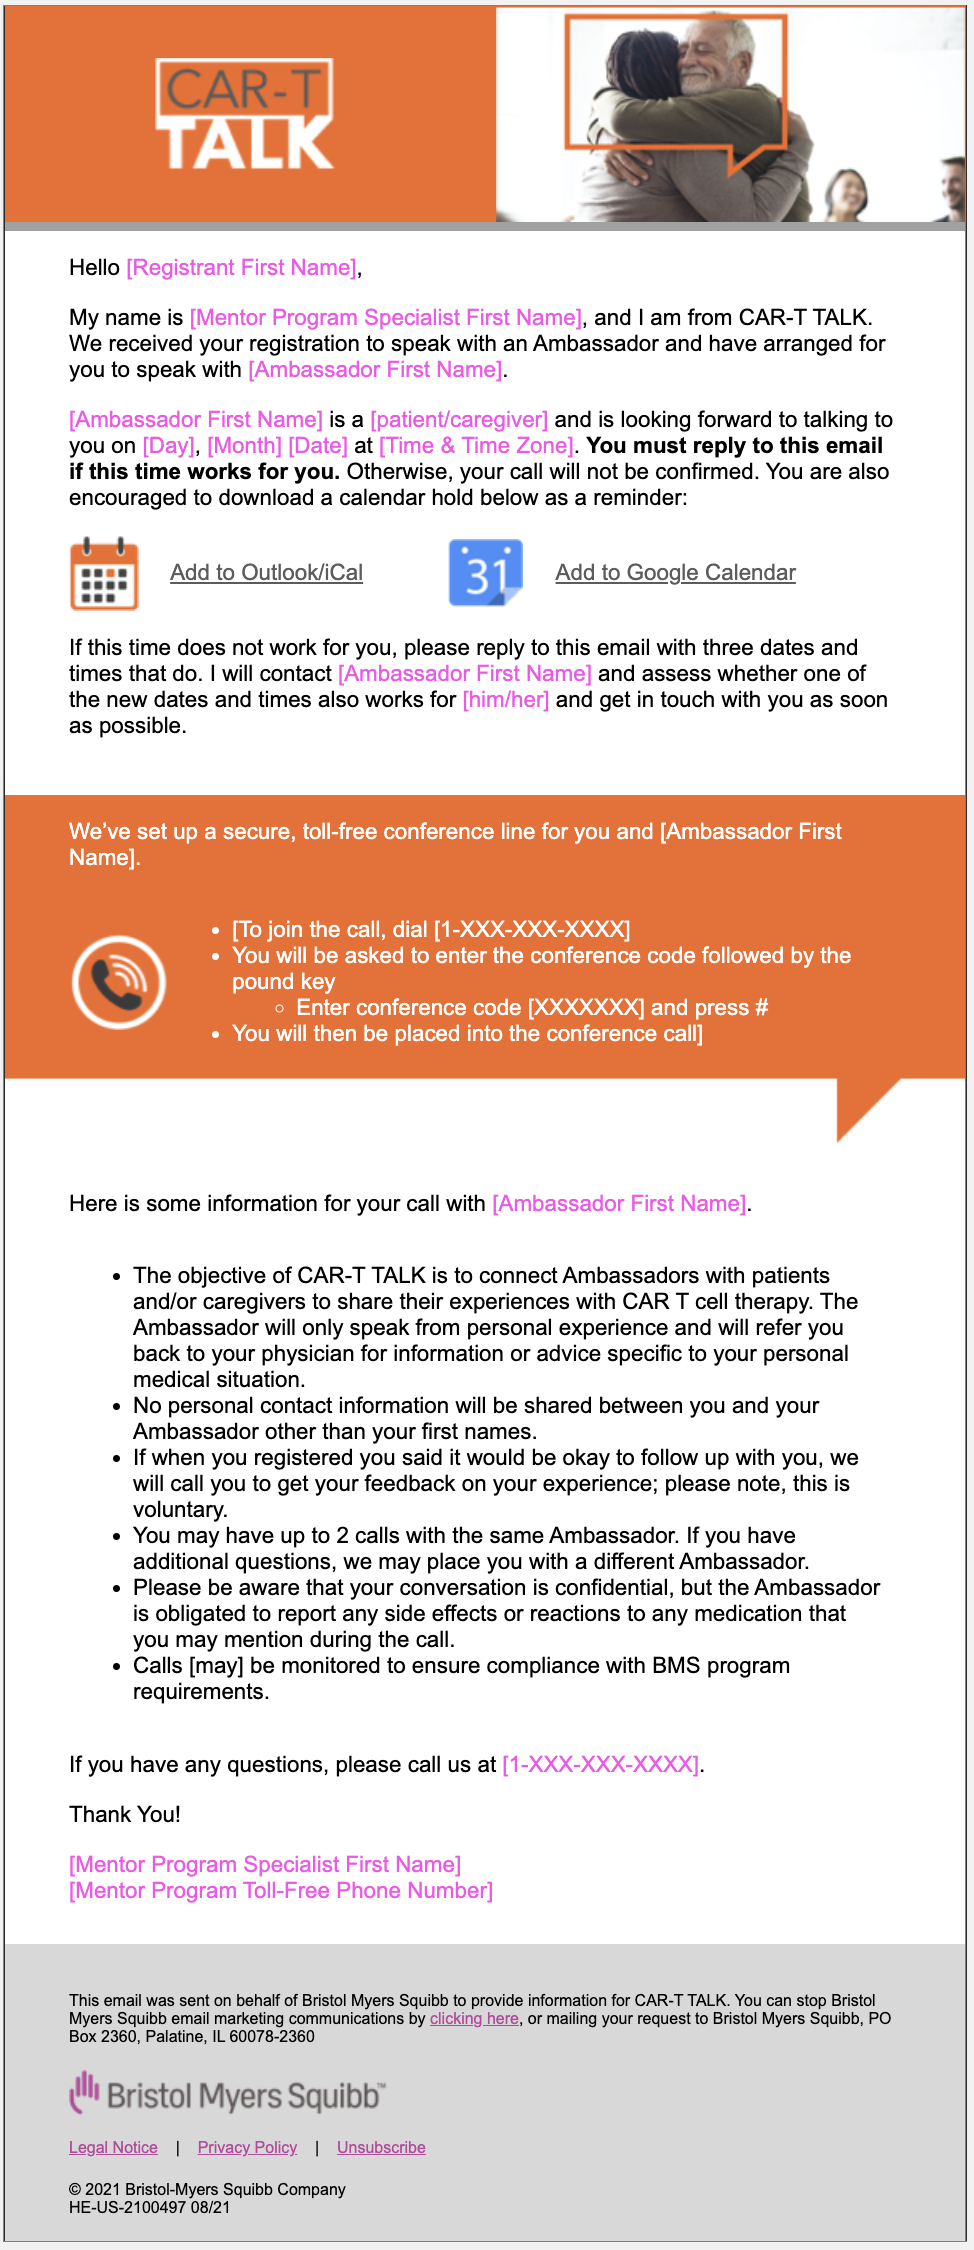 CAR-T
TALK
Hello [Registrant First Name],
My name is [Mentor Program Specialist First Name], and I am from CAR-T TALK.
We received your registration to speak with an Ambassador and have arranged for
you to speak with [Ambassador First Name].
[Ambassador First Name] is a [patient/caregiver] and is looking forward to talking to
you on [Day], [Month] [Date] at [Time & Time Zone]. You must reply to this email
if this time works for you. Otherwise, your call will not be confirmed. You are also
encouraged to download a calendar hold below as a reminder:
Add to Outlook/iCal
31
Add to Google Calendar
If this time does not work for you, please reply to this email with three dates and
times that do. I will contact [Ambassador First Name] and assess whether one of
the new dates and times also works for [him/her] and get in touch with you as soon
as possible.
We’ve set up a secure, toll-free conference line for you and [Ambassador First
Name].
• [To join the call, dial [1-XXX-XXX-XXXX]
• You will be asked to enter the conference code followed by the
pound key
◦ Enter conference code [XXXXXXX] and press #
• You will then be placed into the conference call]
Here is some information for your call with [Ambassador First Name].
• The objective of CAR-T TALK is to connect Ambassadors with patients
and/or caregivers to share their experiences with CAR T cell therapy. The
Ambassador will only speak from personal experience and will refer you
back to your physician for information or advice specific to your personal
medical situation.
• No personal contact information will be shared between you and your
Ambassador other than your first names.
• If when you registered you said it would be okay to follow up with you, we
will call you to get your feedback on your experience; please note, this is
voluntary.
• You may have up to 2 calls with the same Ambassador. If you have
additional questions, we may place you with a different Ambassador.
• Please be aware that your conversation is confidential, but the Ambassador
is obligated to report any side effects or reactions to any medication that
you may mention during the call.
• Calls [may] be monitored to ensure compliance with BMS program
requirements.
If you have any questions, please call us at [1-XXX-XXX-XXXX].
Thank You!
[Mentor Program Specialist First Name]
[Mentor Program Toll-Free Phone Number]
This email was sent on behalf of Bristol Myers Squibb to provide information for CAR-T TALK. You can stop Bristol
Myers Squibb email marketing communications by clicking here, or mailing your request to Bristol Myers Squibb, PO
Box 2360, Palatine, IL 60078-2360
Bristol Myers Squibb™
Legal Notice | Privacy Policy | Unsubscribe
© 2021 Bristol-Myers Squibb Company
HE-US-2100497 08/21